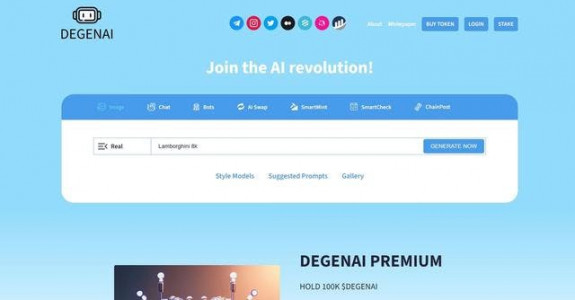 DEGENAI
About Whitepaper BUY TOKEN LOGIN STAKE
Join the AI revolution!
Image Chat Bots AI Swap SmartMint SmartCheck ChainPost
Real Lamborghini 8k GENERATE NOW
Style Models Suggested Prompts Gallery
DEGENAI PREMIUM
HOLD 100K $DEGENAI